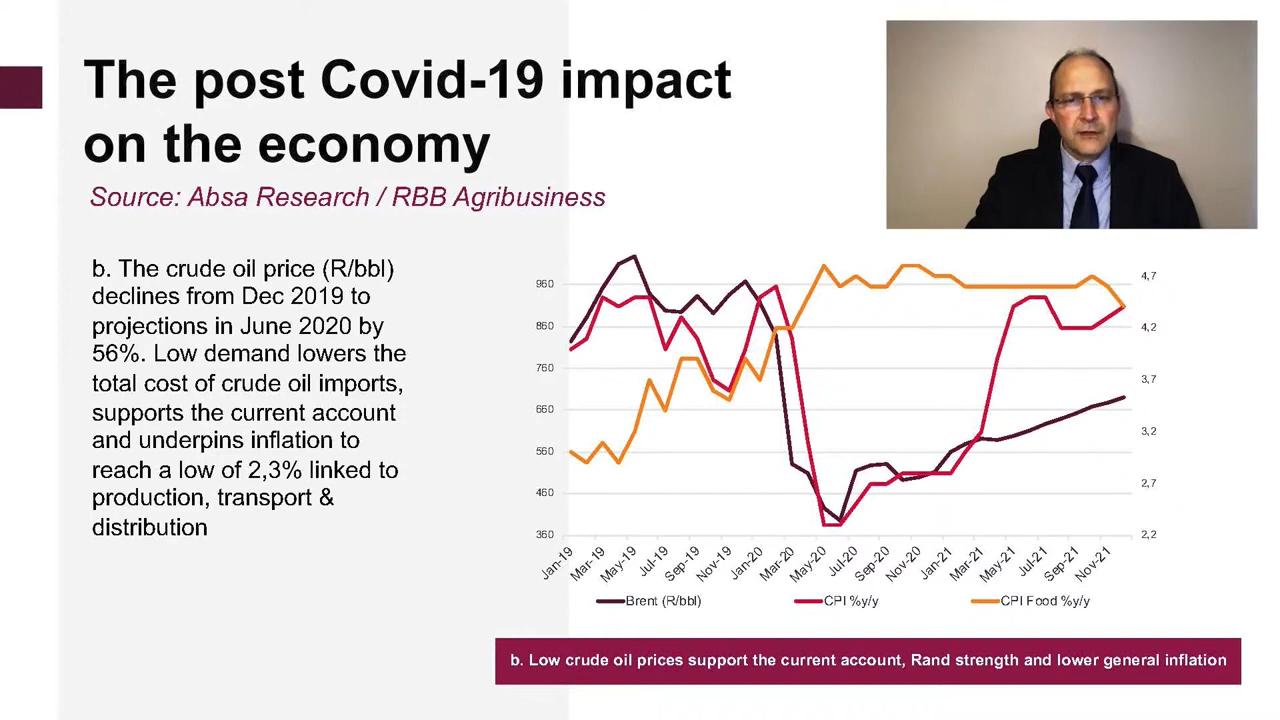 The post Covid-19 impact
on the economy
Source: Absa Research / RBB Agribusiness
b. The crude oil price (R/bbl)
declines from Dec 2019 to
projections in June 2020 by
56%. Low demand lowers the
total cost of crude oil imports,
supports the current account
and underpins inflation to
reach a low of 2,3% linked to
production, transport &
distribution
960
860
760
660
560
460
360
4,7
4,2
3,7
3,2
2,7
2,2
Jan-19
Mar-19
May-19
Jul-19
Sep-19
Nov-19
Jan-20
Mar-20
May-20
Jul-20
Sep-20
Nov-20
Jan-21
Mar-21
May-21
Jul-21
Sep-21
Nov-21
Brent (R/bbl) CPI %y/y CPI Food %y/y
b. Low crude oil prices support the current account, Rand strength and lower general inflation